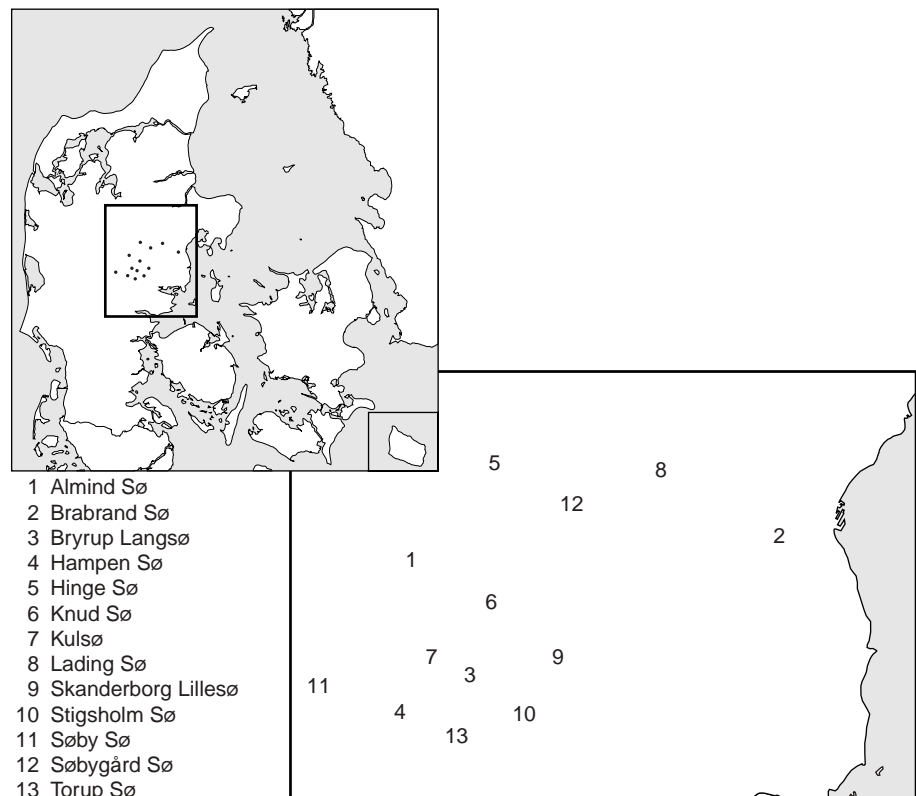 1 Almind Sø
2 Brabrand Sø
3 Bryrup Langsø
4 Hampen Sø
5 Hinge Sø
6 Knud Sø
7 Kulsø
8 Lading Sø
9 Skanderborg Lillesø
10 Stigsholm Sø
11 Søby Sø
12 Søbygård Sø
13 Torup Sø
5
8
12
2
1
6
7
9
3
11
4
10
13